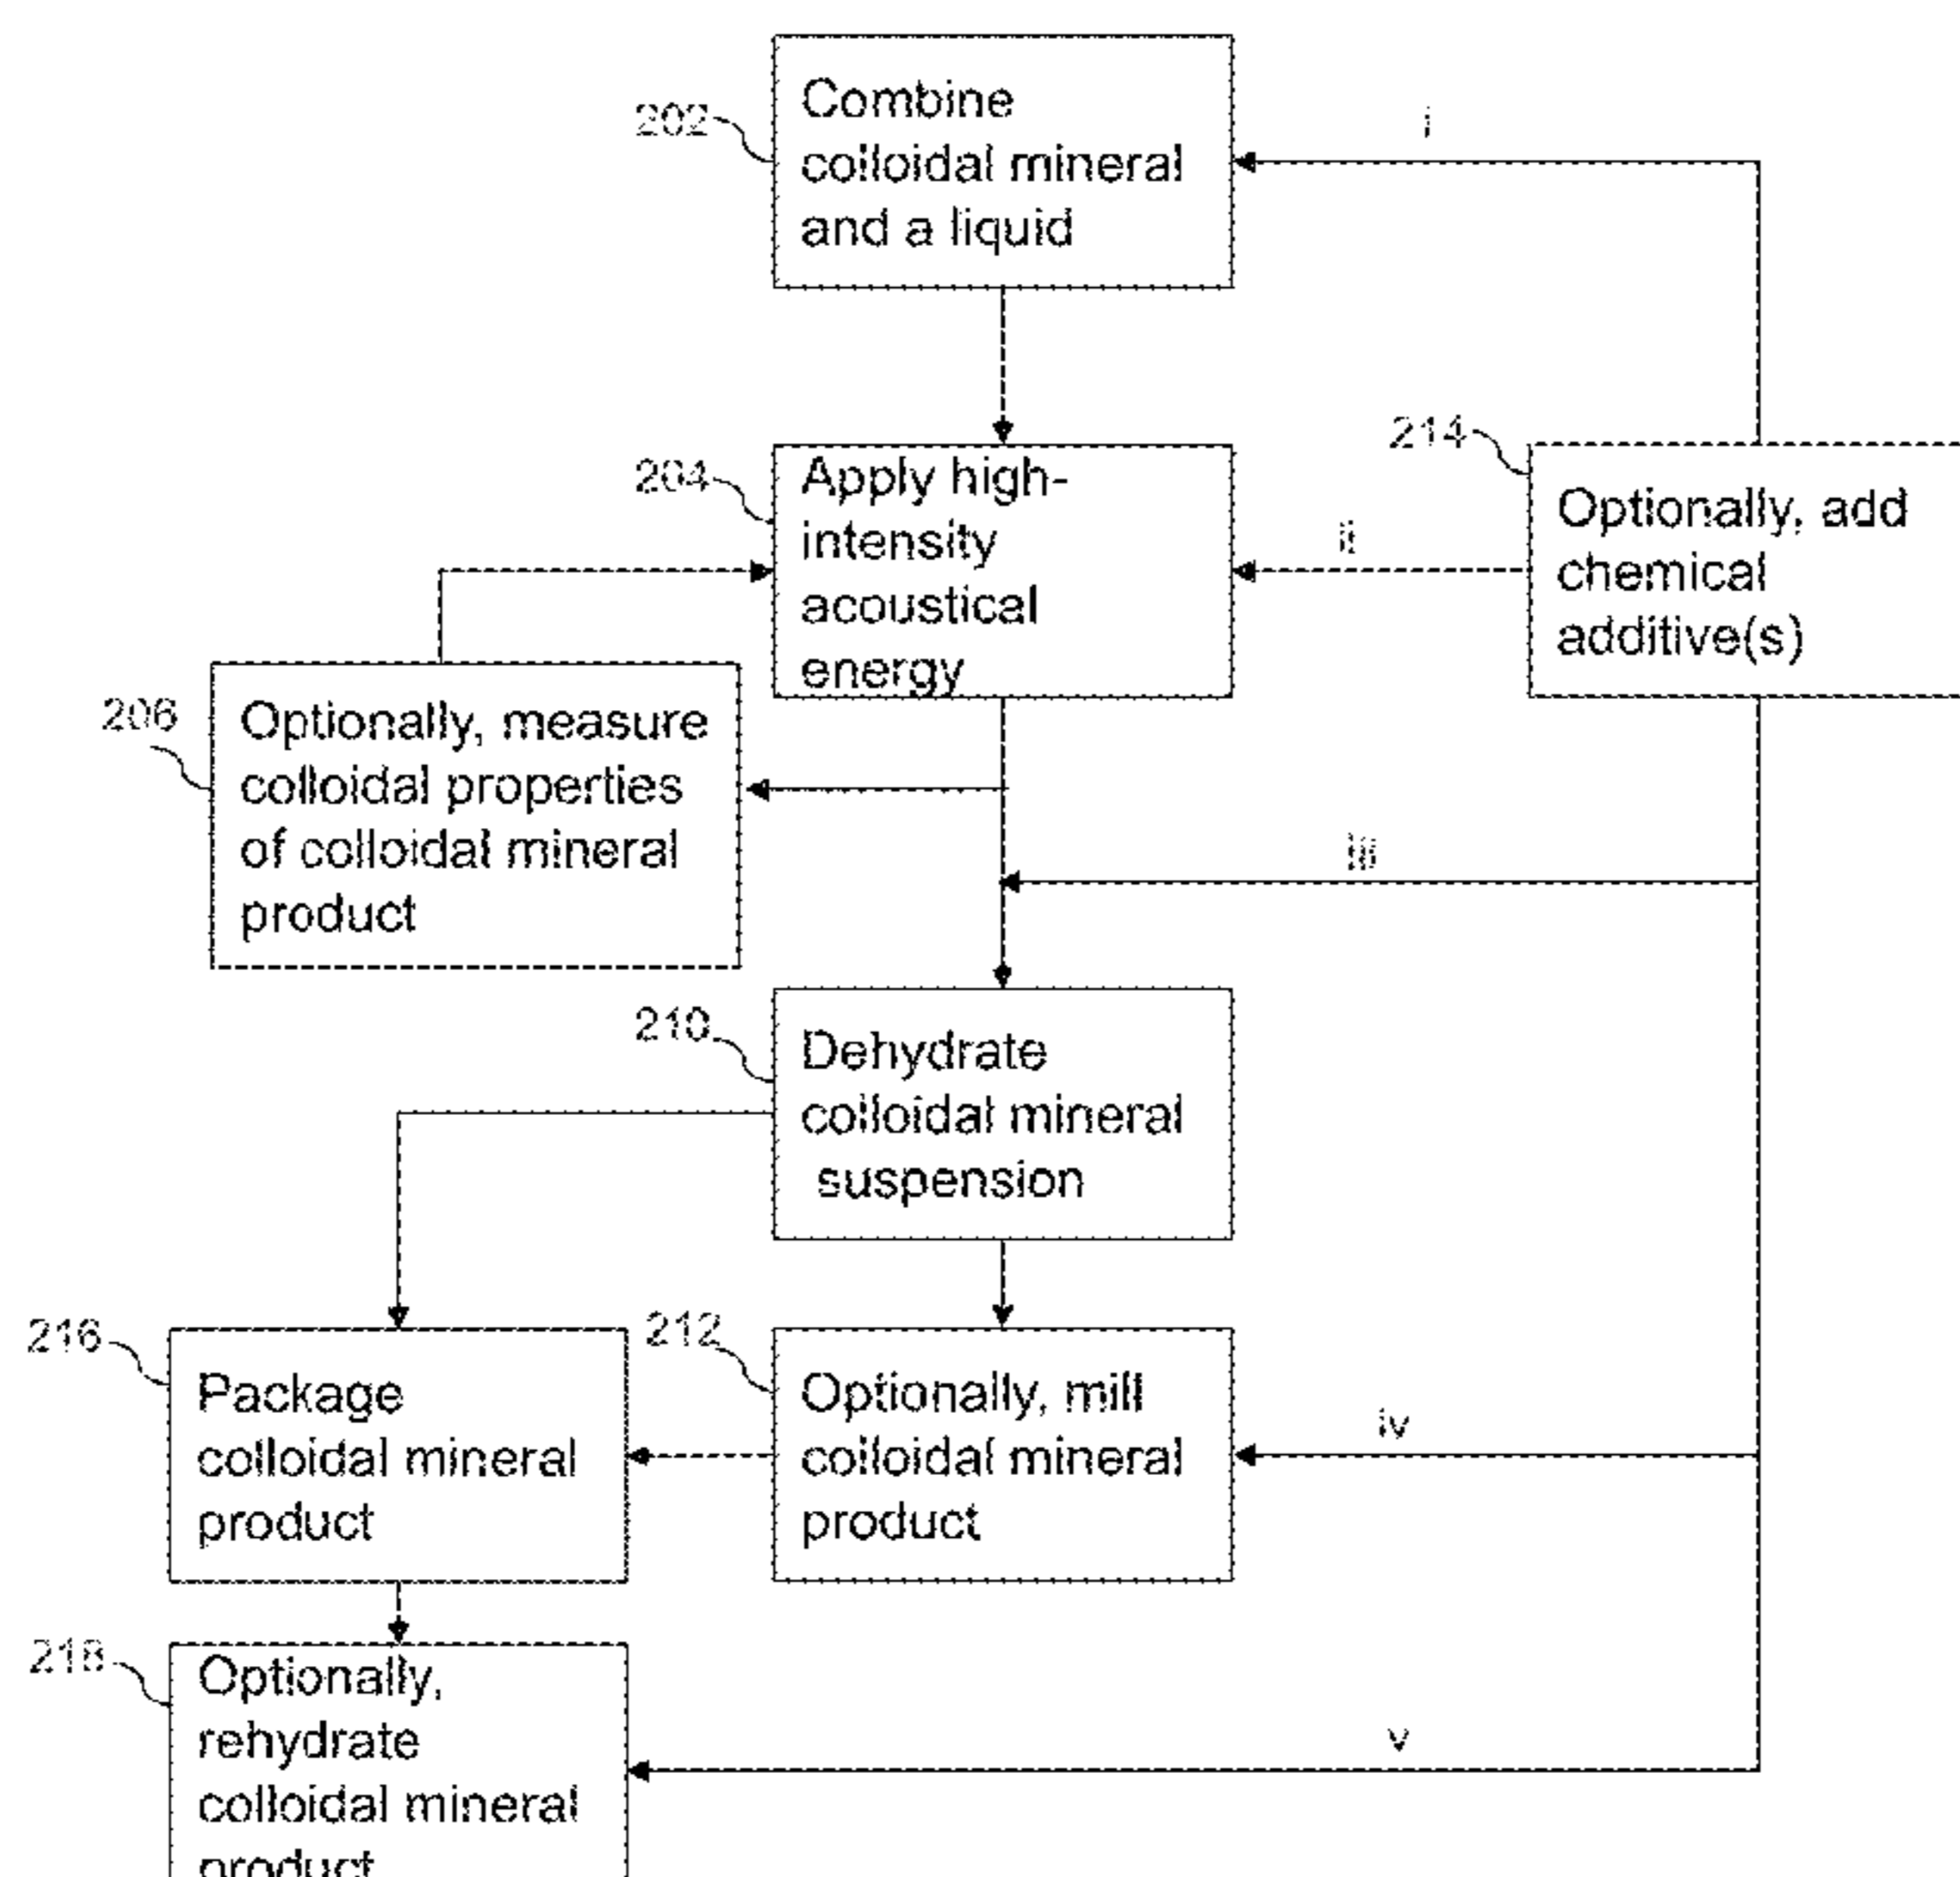 202
Combine
colloidal mineral
and a liquid
i
204
Apply high-
intensity
acoustical
energy
ii
214
Optionally, add
chemical
additive(s)
206
Optionally, measure
colloidal properties
of colloidal mineral
product
iii
210
Dehydrate
colloidal mineral
suspension
216
Package
colloidal mineral
product
212
Optionally, mill
colloidal mineral
product
iv
218
Optionally,
rehydrate
colloidal mineral
product
v